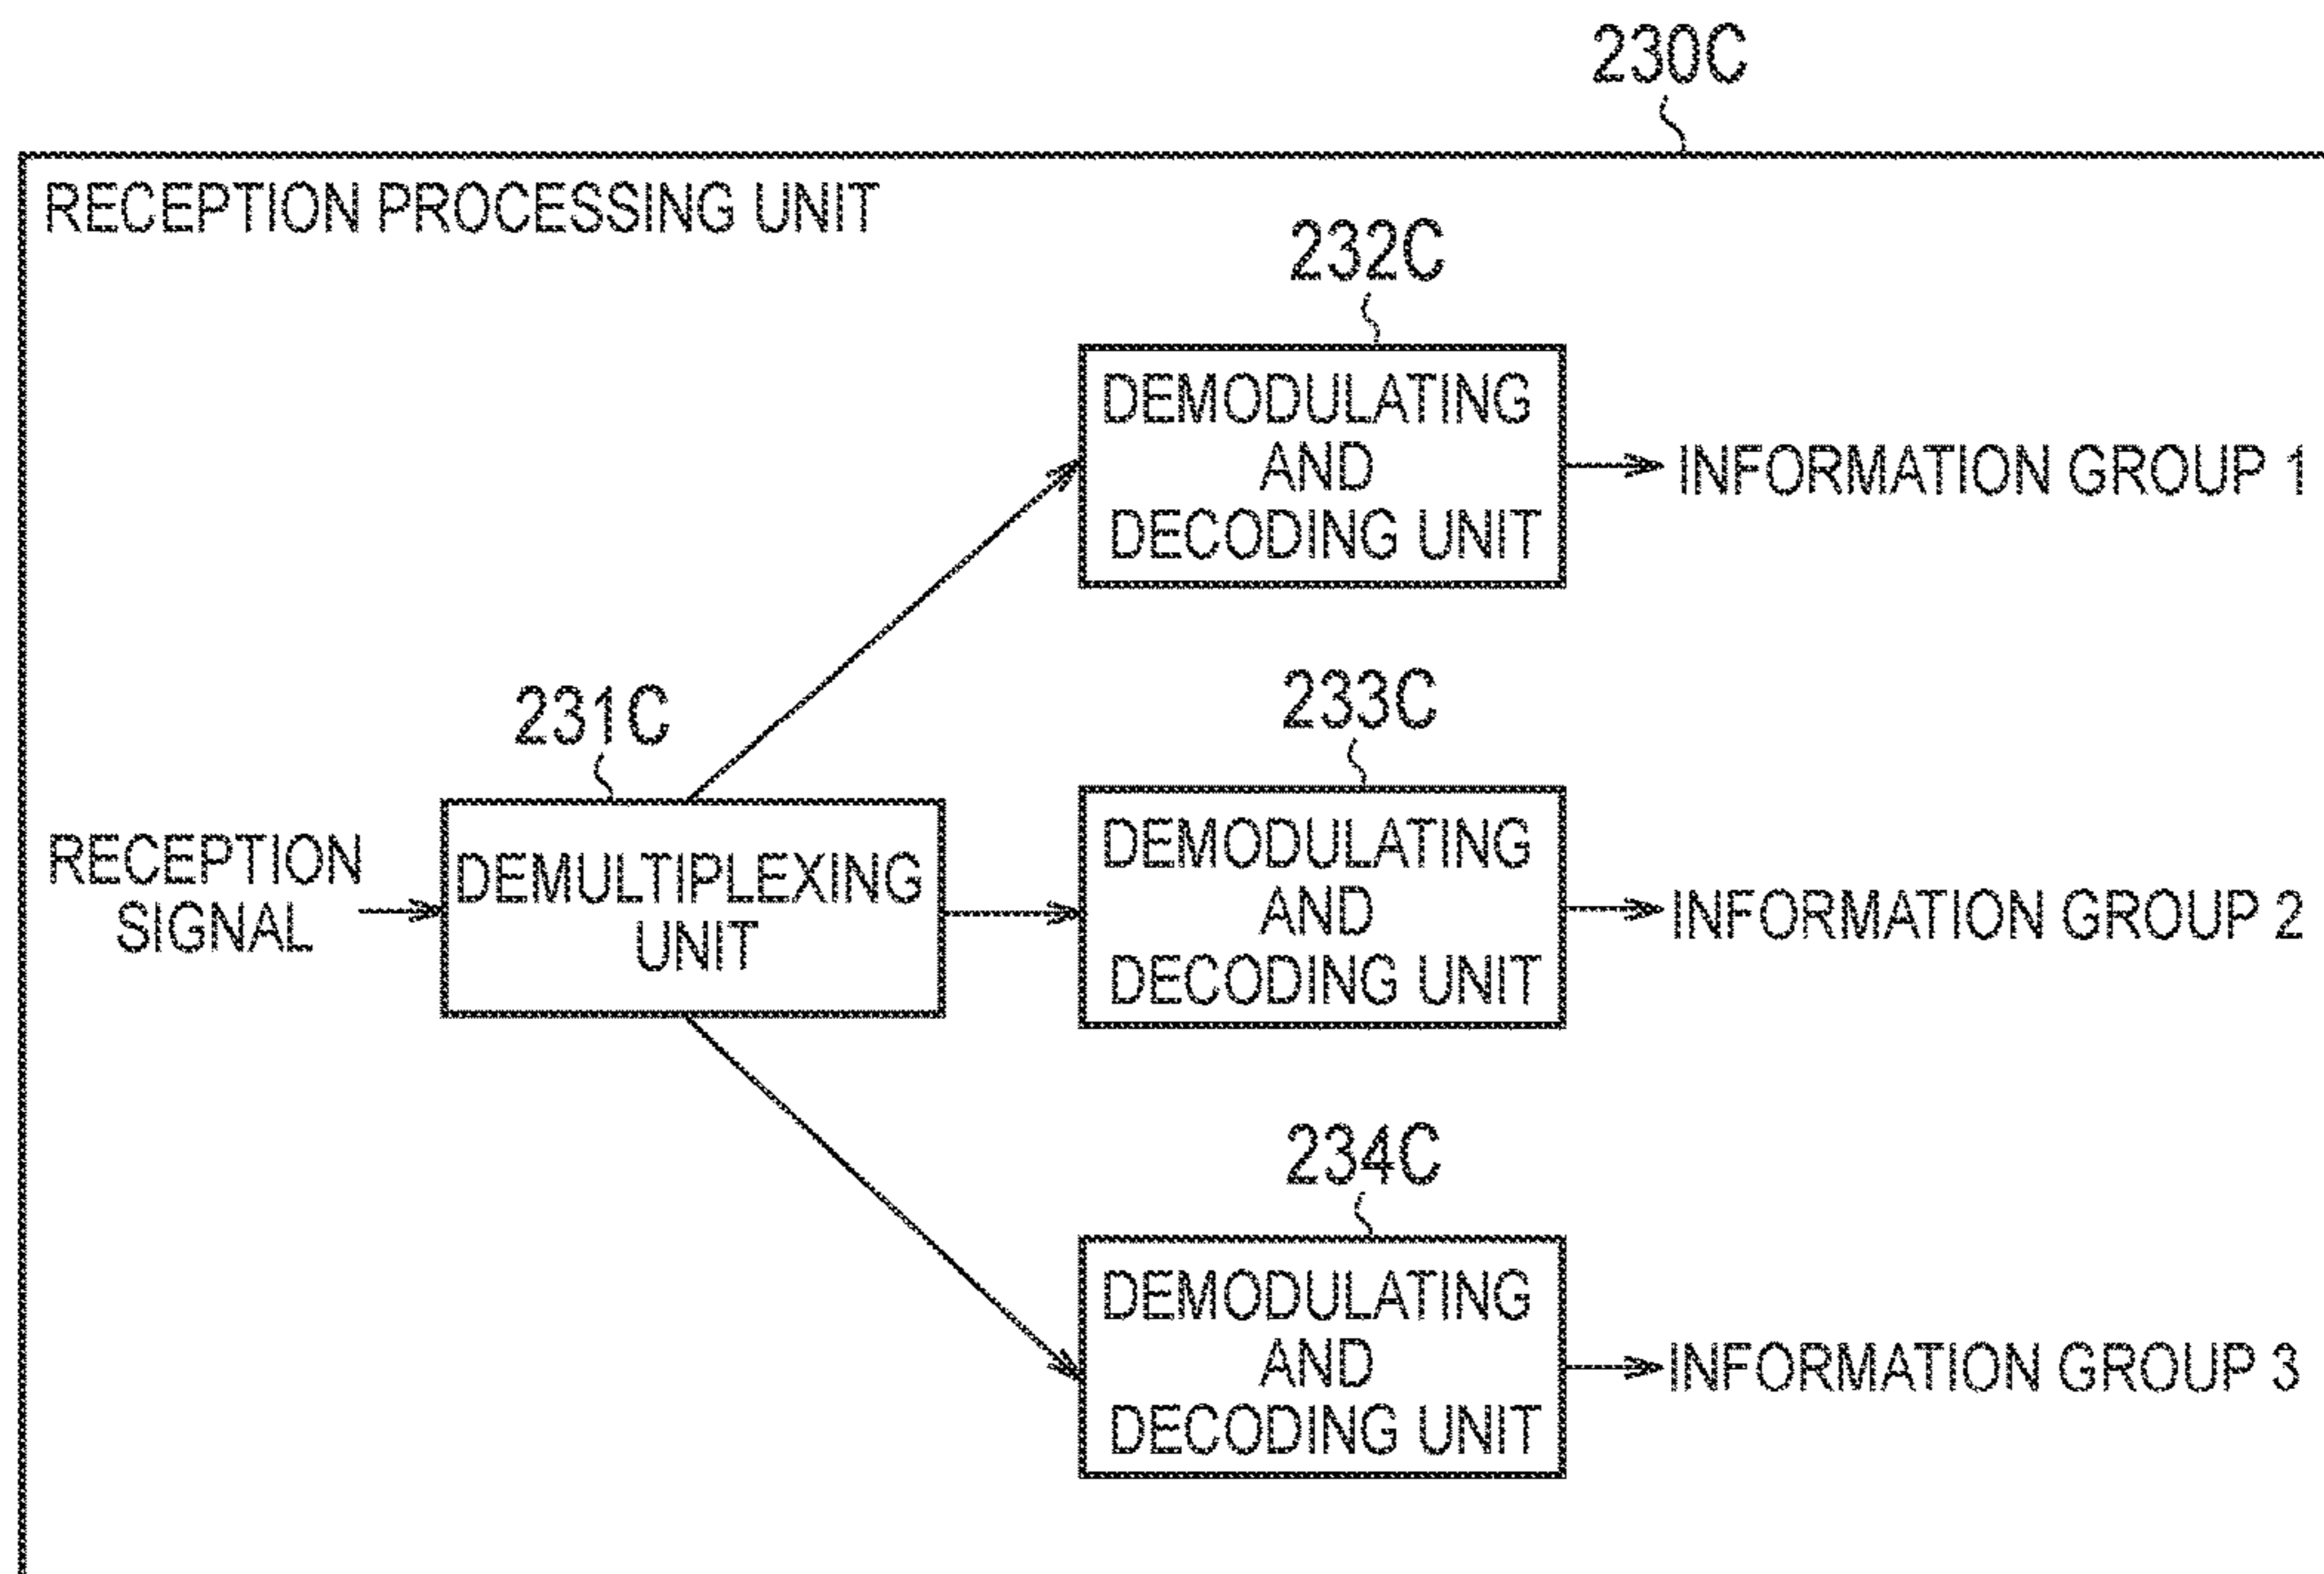 230C
RECEPTION PROCESSING UNIT
232C
DEMODULATING
AND
DECODING UNIT
INFORMATION GROUP 1
231C
233C
RECEPTION
SIGNAL
DEMULTIPLEXING
UNIT
DEMODULATING
AND
DECODING UNIT
INFORMATION GROUP 2
234C
DEMODULATING
AND
DECODING UNIT
INFORMATION GROUP 3